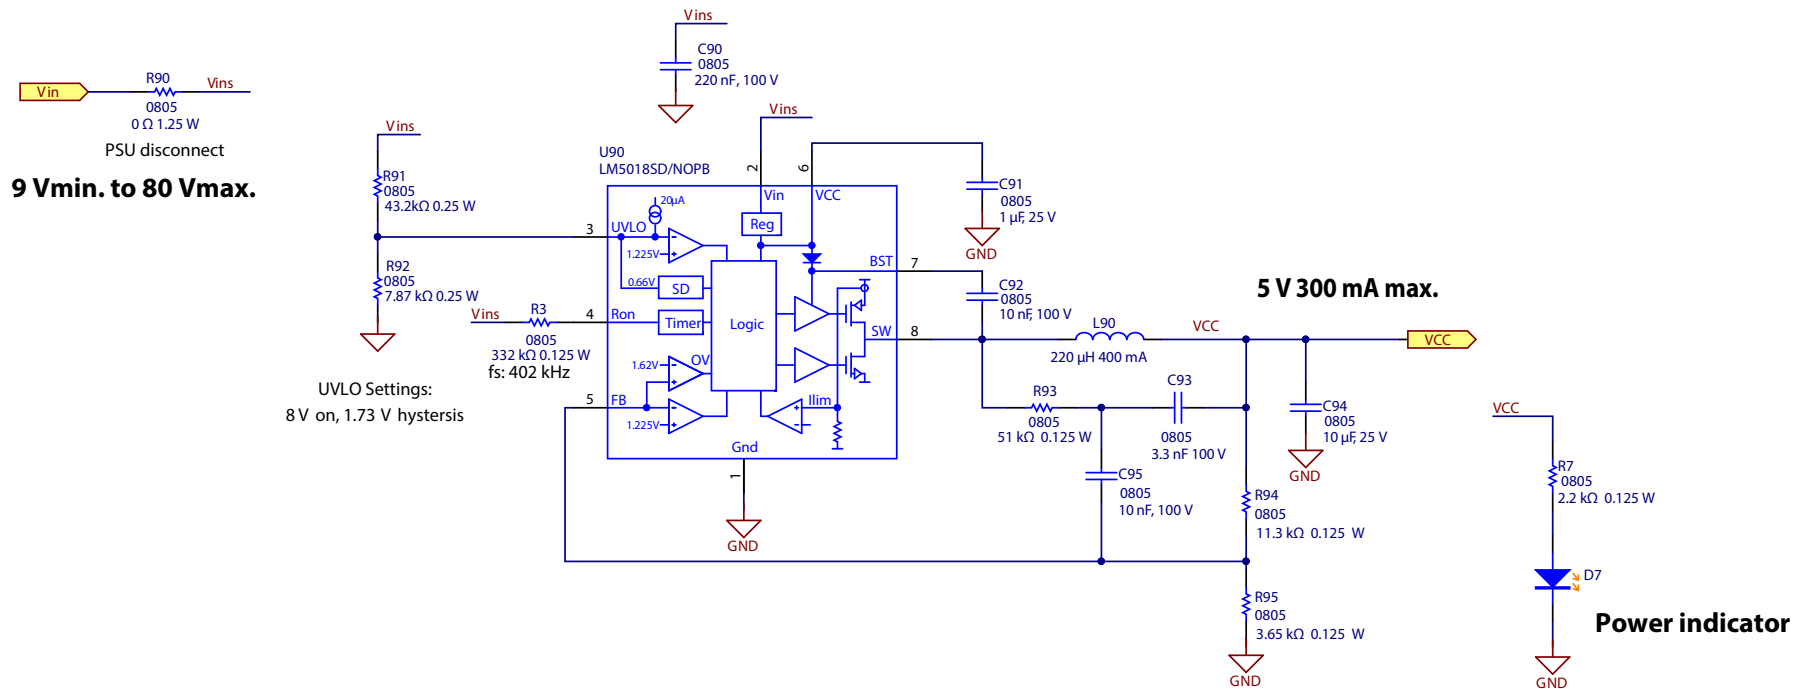 Vins
C90
0805
220 nF, 100 V
Vin
R90
Vins
0805
0 Ω 1.25 W
PSU disconnect
9 Vmin. to 80 Vmax.
Vins
R91
0805
43.2kΩ 0.25 W
R92
0805
7.87 kΩ 0.25 W
UVLO Settings:
8 V on, 1.73 V hystersis
Vins
R3
0805
332 kΩ 0.125 W
fs: 402 kHz
U90
LM5018SD/NOPB
Vins
2
6
Vin
VCC
Reg
20µA
3
UVLO
1.225V
0.66V
SD
4
Ron
Timer
Logic
1.62V
OV
5
FB
1.225V
Ilim
Gnd
1
GND
BST
7
SW
8
C91
0805
1 µF, 25 V
GND
C92
0805
10 nF, 100 V
5 V 300 mA max.
L90
220 µH 400 mA
VCC
VCC
R93
0805
51 kΩ 0.125 W
C93
0805
3.3 nF 100 V
C94
0805
10 µF, 25 V
GND
C95
0805
10 nF, 100 V
R94
0805
11.3 kΩ 0.125 W
R95
0805
3.65 kΩ 0.125 W
GND
VCC
R7
0805
2.2 kΩ 0.125 W
D7
Power indicator
GND